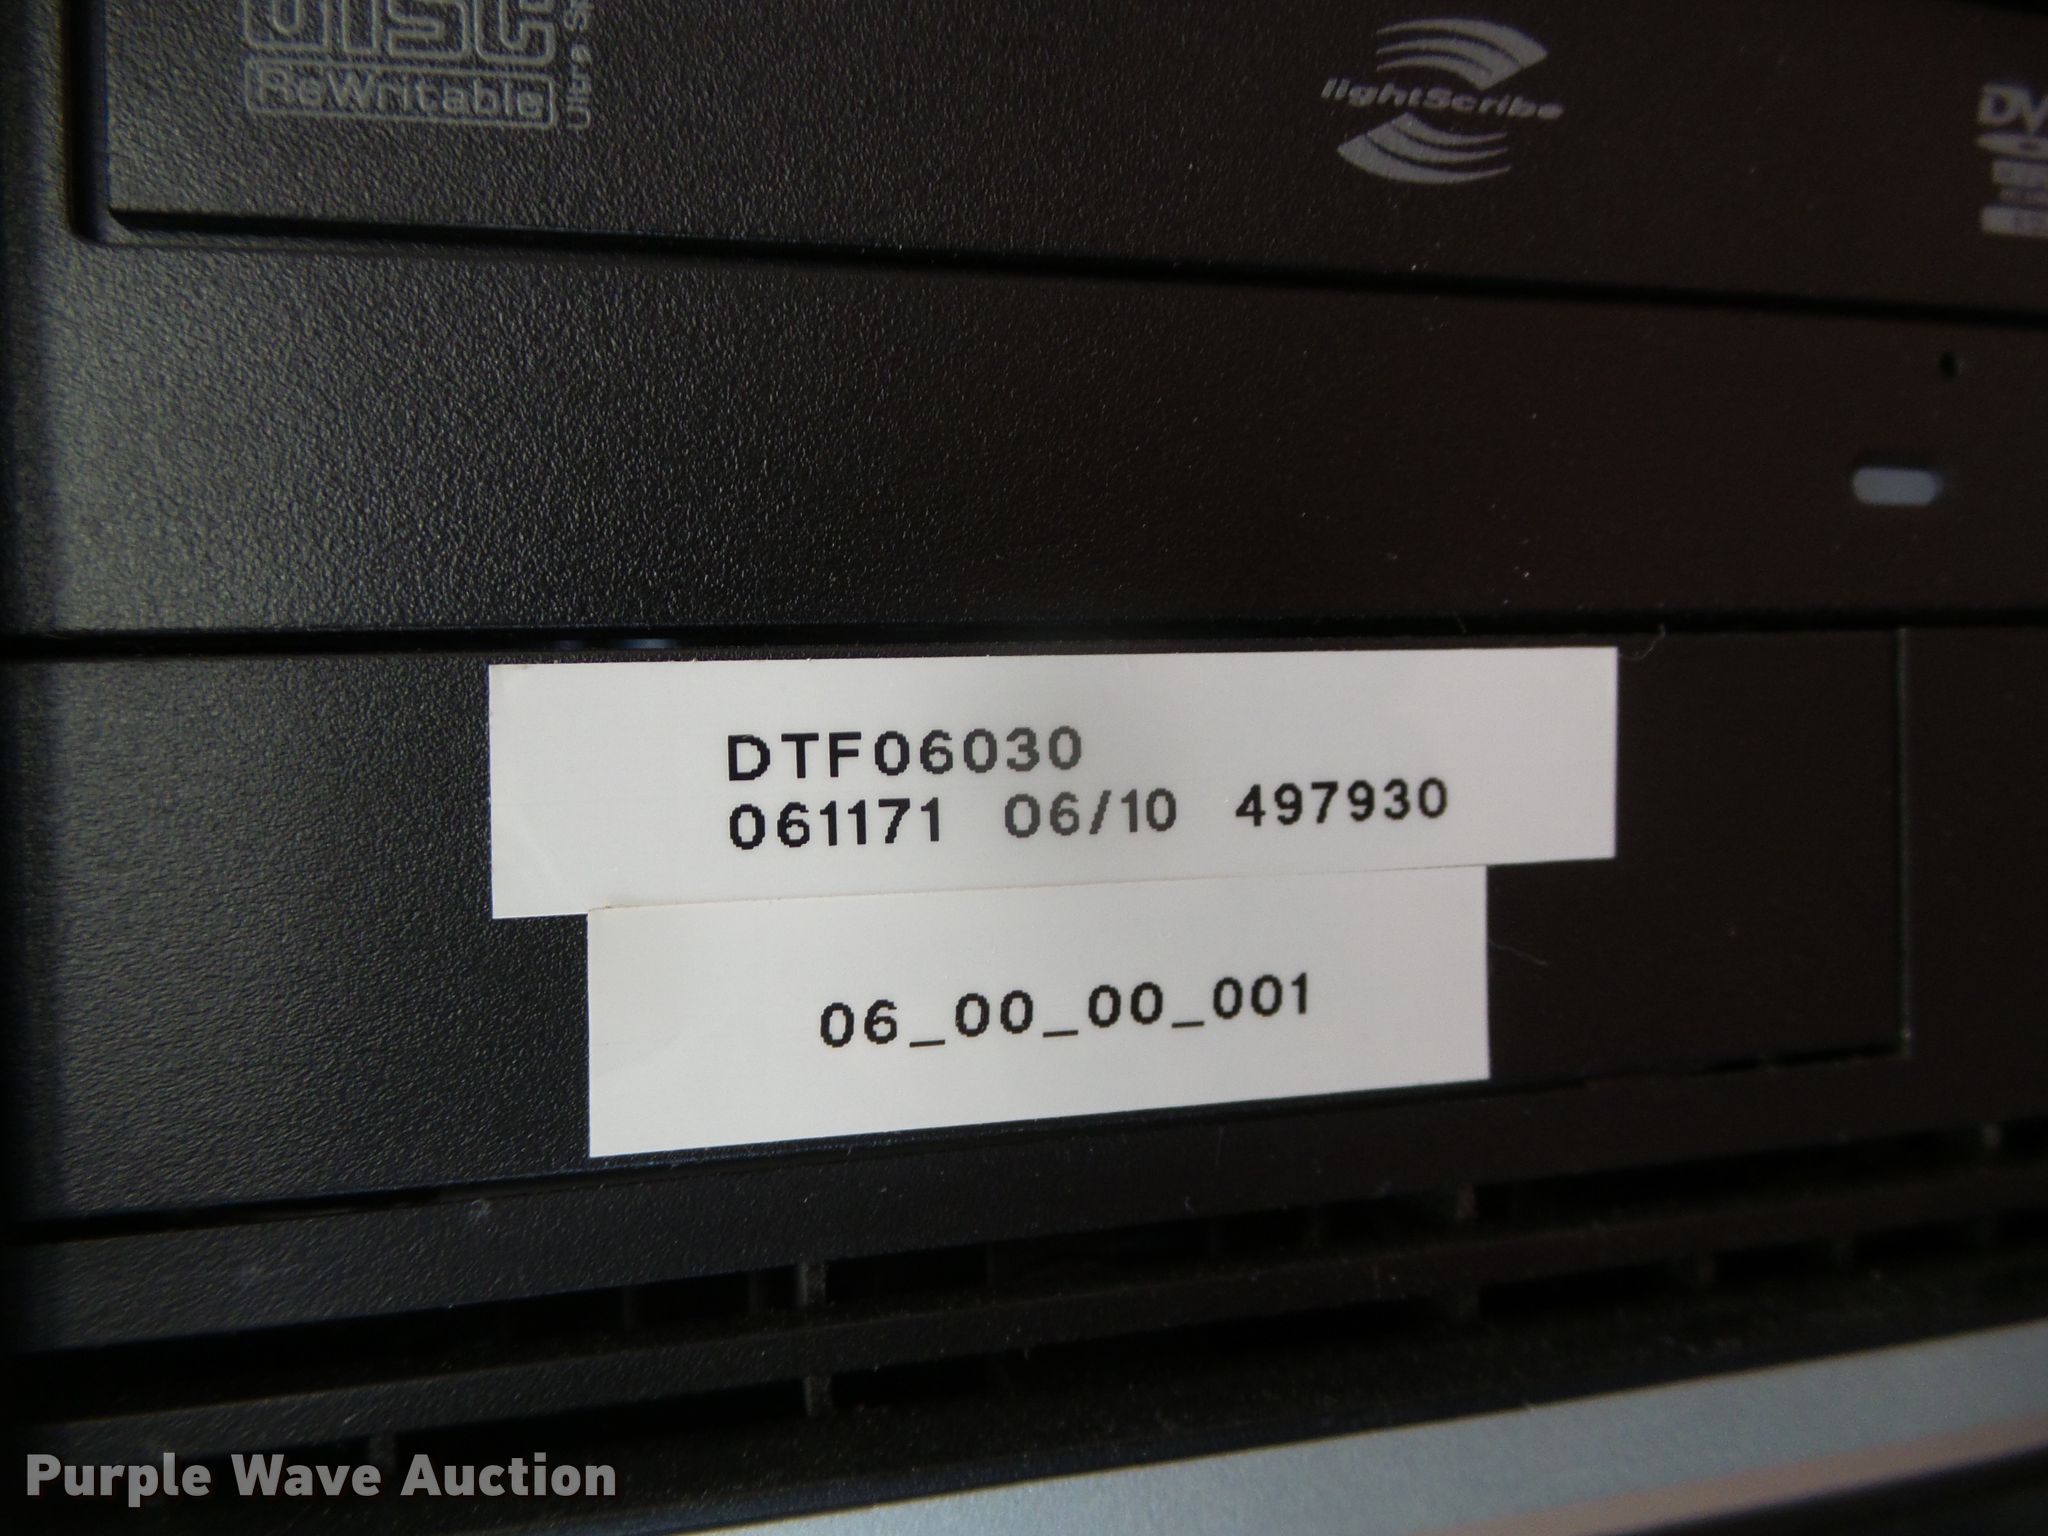 disc
ReWritable
lightScribe
DTF06030
061171 06/10 497930
06_00_00_001
Purple Wave Auction